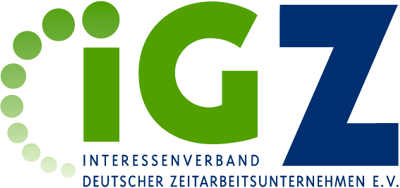 iGZ
INTERESSENVERBAND
DEUTSCHER ZEITARBEITSUNTERNEHMEN E.V.